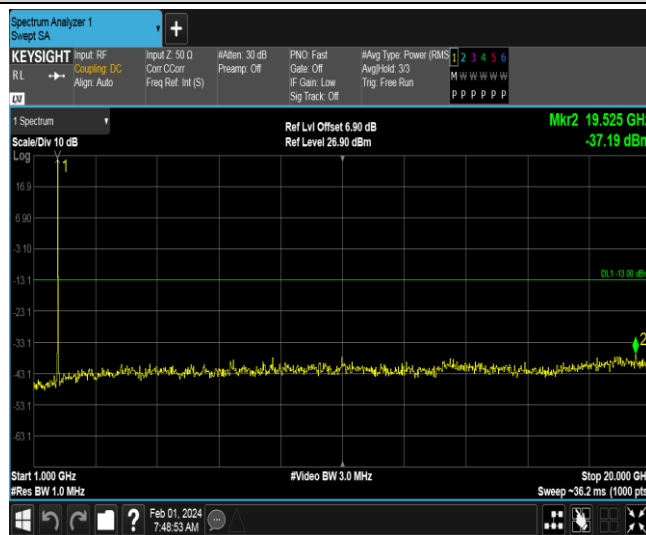 Spectrum Analyzer 1
Swept SA
+
KEYSIGHT
RL
LXI
Input: RF
Coupling: DC
Align: Auto
Input Z: 50 Ω
Corr CCorr
Freq Ref: Int (S)
#Atten: 30 dB
Preamp: Off
PNO: Fast
Gate: Off
IF Gain: Low
Sig Track: Off
#Avg Type: Power (RMS
Avg|Hold: 3/3
Trig: Free Run
1 2 3 4 5 6
M W W W W W
P P P P P P
1 Spectrum
Scale/Div 10 dB
Log
Ref Lvl Offset 6.90 dB
Ref Level 26.90 dBm
Mkr2 19.525 GHz
-37.19 dBm
1
16.9
6.90
-3.10
-13.1
DL1 -13.00 dBm
-23.1
-33.1
2
-43.1
-53.1
-63.1
Start 1.000 GHz
#Video BW 3.0 MHz
Stop 20.000 GHz
#Res BW 1.0 MHz
Sweep ~36.2 ms (1000 pts
?
Feb 01, 2024
7:48:53 AM